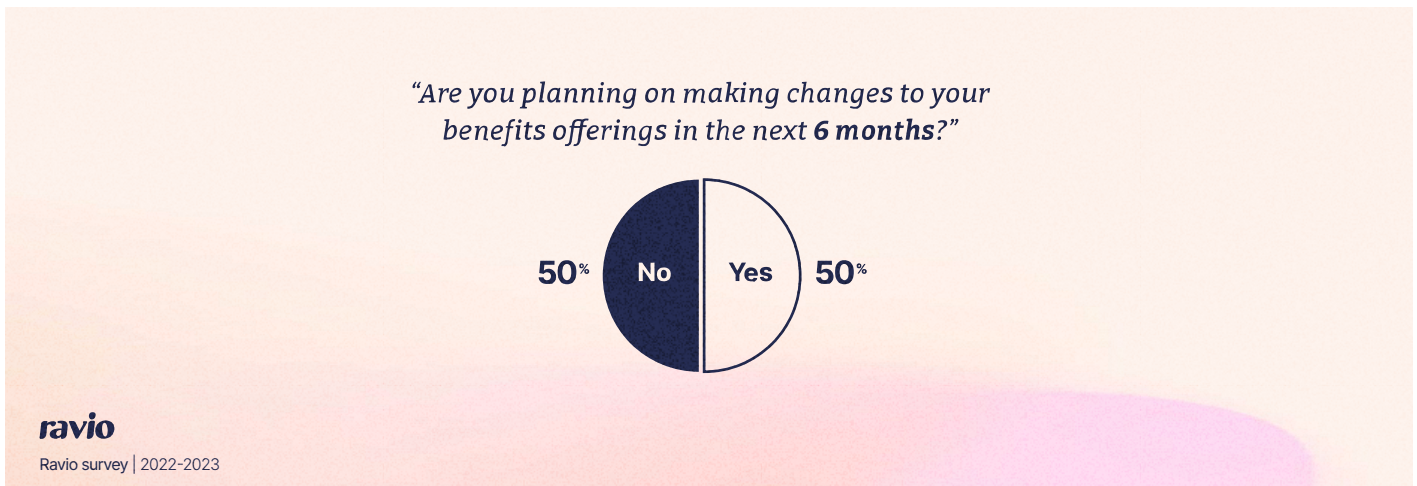 “Are you planning on making changes to your
benefits offerings in the next 6 months?”
50% No Yes 50%
ravio
Ravio survey | 2022-2023